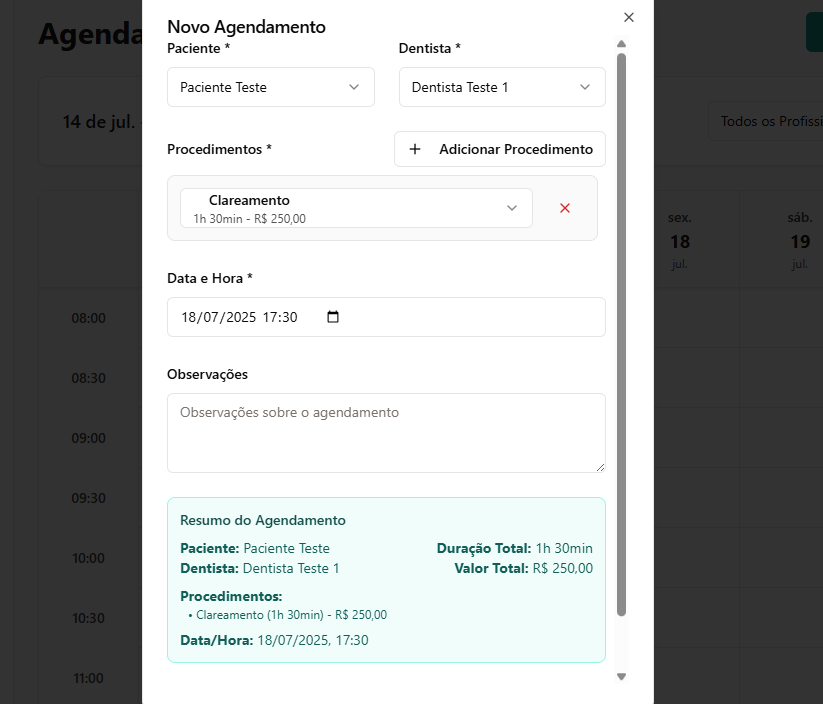 Agenda
Novo Agendamento
Paciente *
Dentista *
Paciente Teste
Dentista Teste 1
14 de jul.
Todos os Profissi
Procedimentos *
+ Adicionar Procedimento
Clareamento
1h 30min - R$ 250,00
sex.
18
jul.
sáb.
19
jul.
Data e Hora *
18/07/2025 17:30
08:00
08:30
09:00
09:30
10:00
10:30
11:00
Observações
Observações sobre o agendamento
Resumo do Agendamento
Paciente: Paciente Teste
Duração Total: 1h 30min
Dentista: Dentista Teste 1
Valor Total: R$ 250,00
Procedimentos:
• Clareamento (1h 30min) - R$ 250,00
Data/Hora: 18/07/2025, 17:30